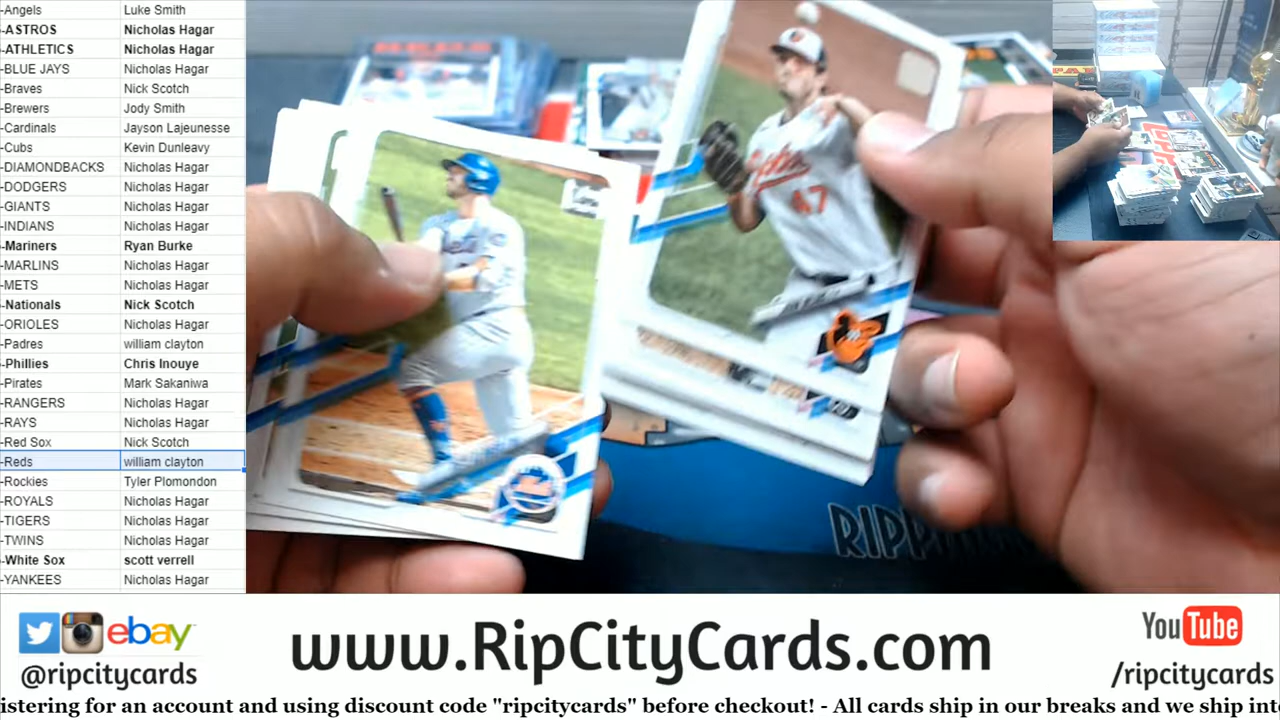 -Angels Luke Smith
-ASTROS Nicholas Hagar
-ATHLETICS Nicholas Hagar
-BLUE JAYS Nicholas Hagar
-Braves Nick Scotch
-Brewers Jody Smith
-Cardinals Jayson Lajeunesse
-Cubs Kevin Dunleavy
-DIAMONDBACKS Nicholas Hagar
-DODGERS Nicholas Hagar
-GIANTS Nicholas Hagar
-INDIANS Nicholas Hagar
-Mariners Ryan Burke
-MARLINS Nicholas Hagar
-METS Nicholas Hagar
-Nationals Nick Scotch
-ORIOLES Nicholas Hagar
-Padres william clayton
-Phillies Chris Inouye
-Pirates Mark Sakaniwa
-RANGERS Nicholas Hagar
-RAYS Nicholas Hagar
-Red Sox Nick Scotch
-Reds william clayton
-Rockies Tyler Plomondon
-ROYALS Nicholas Hagar
-TIGERS Nicholas Hagar
-TWINS Nicholas Hagar
-White Sox scott verrell
-YANKEES Nicholas Hagar
47
ebay
@ripcitycards
www.RipCityCards.com
YouTube
/ripcitycards
istering for an account and using discount code "ripcitycards" before checkout! - All cards ship in our breaks and we ship inte